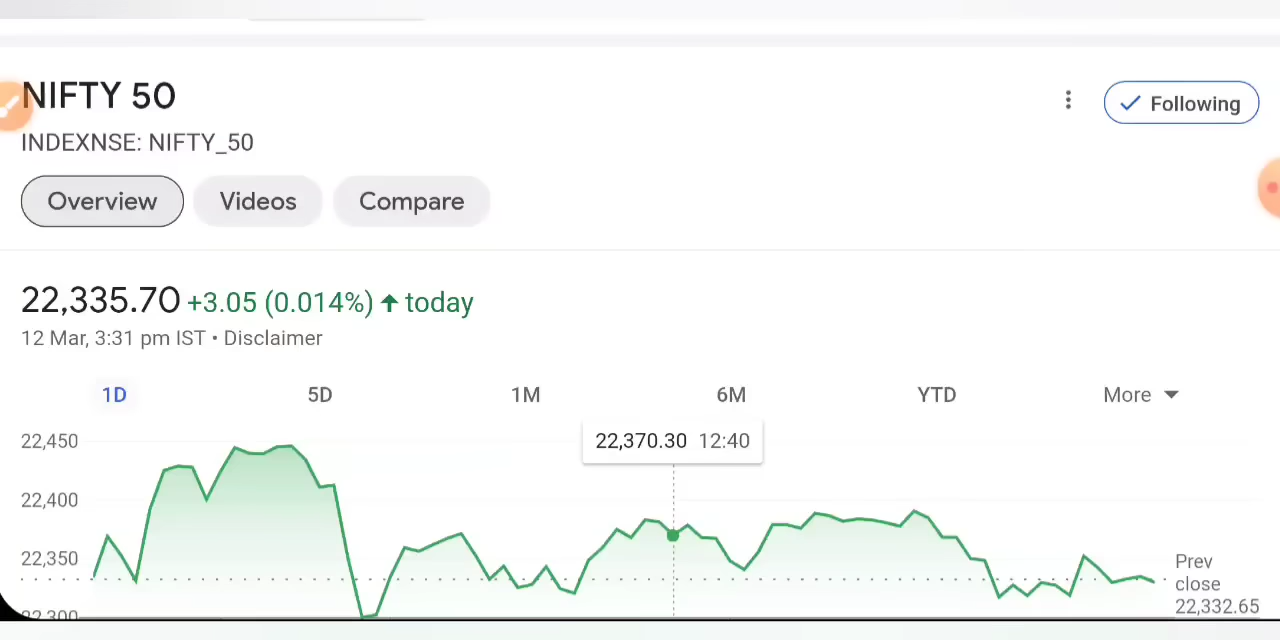 NIFTY 50
Following
INDEXNSE: NIFTY_50
Overview
Videos
Compare
22,335.70 +3.05 (0.014%) ↑ today
12 Mar, 3:31 pm IST • Disclaimer
1D 5D 1M 6M YTD More
22,450
22,370.30 12:40
22,400
22,350
22,300
Prev
close
22,332.65